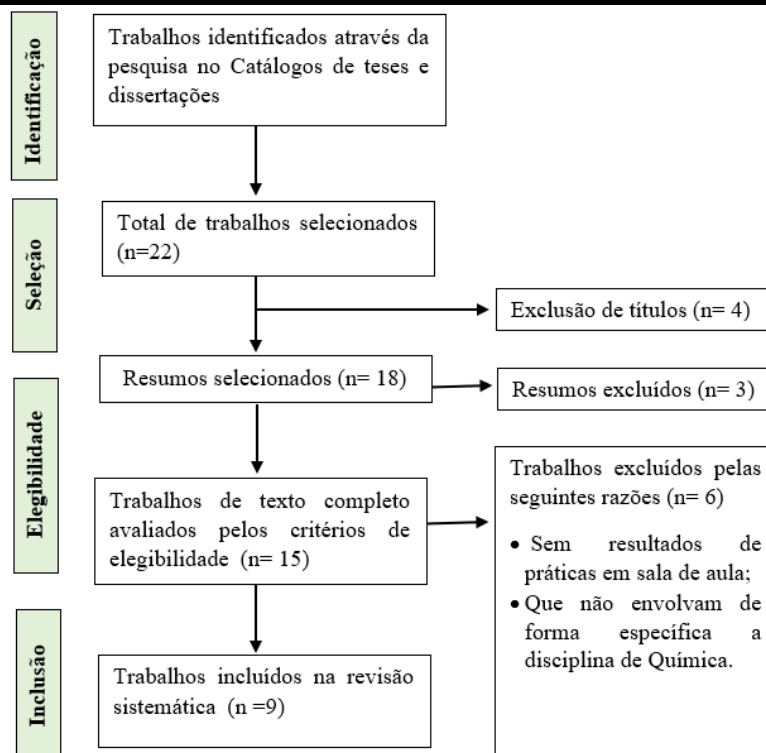 Identificação
Trabalhos identificados através da
pesquisa no Catálogos de teses e
dissertações
Seleção
Total de trabalhos selecionados
(n=22)
Exclusão de títulos (n= 4)
Resumos selecionados (n= 18)
Resumos excluídos (n= 3)
Elegibilidade
Trabalhos de texto completo
avaliados pelos critérios de
elegibilidade (n= 15)
Trabalhos excluídos pelas
seguintes razões (n= 6)
• Sem resultados de
práticas em sala de aula;
• Que não envolvam de
forma específica a
disciplina de Química.
Inclusão
Trabalhos incluídos na revisão
sistemática (n =9)